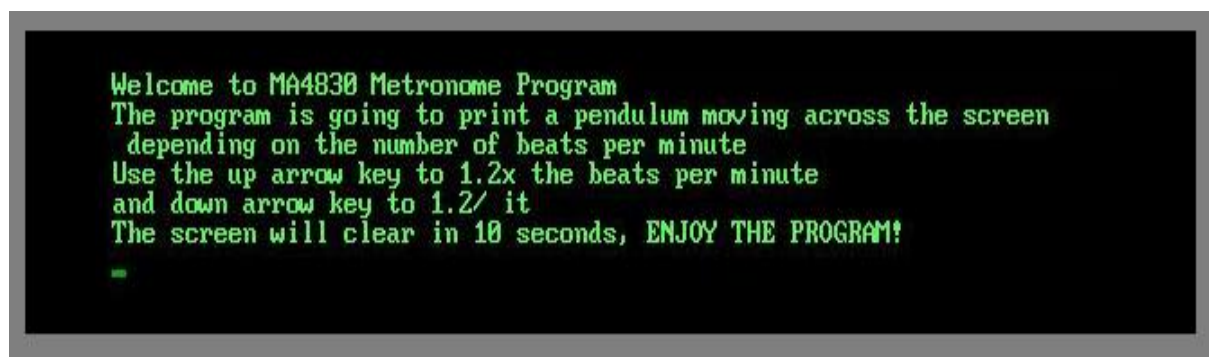 Welcome to MA4830 Metronome Program
The program is going to print a pendulum moving across the screen
depending on the number of beats per minute
Use the up arrow key to 1.2x the beats per minute
and down arrow key to 1.2/ it
The screen will clear in 10 seconds, ENJOY THE PROGRAM!